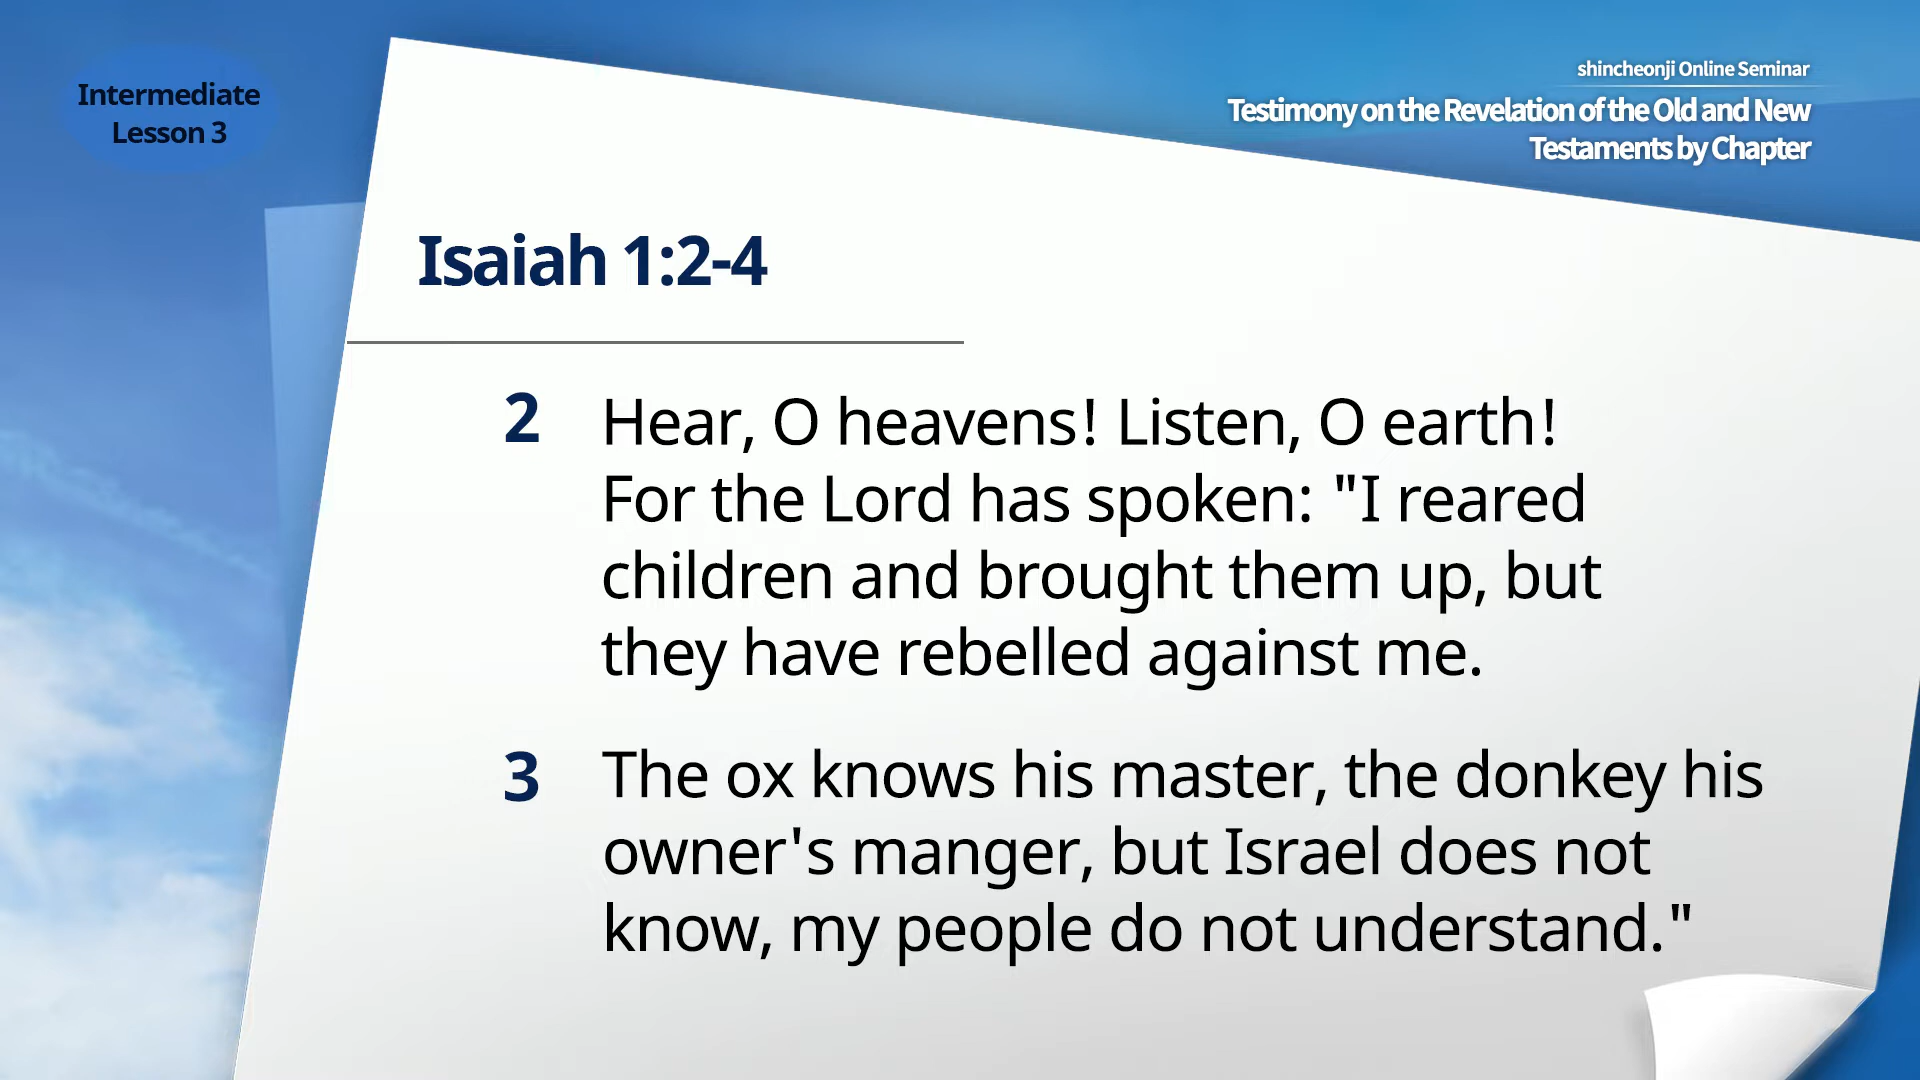 Intermediate
Lesson 3
shincheonji Online Seminar
Testimony on the Revelation of the Old and New
Testaments by Chapter
Isaiah 1:2-4
2 Hear, O heavens! Listen, O earth!
For the Lord has spoken: "I reared
children and brought them up, but
they have rebelled against me.
3 The ox knows his master, the donkey his
owner's manger, but Israel does not
know, my people do not understand."